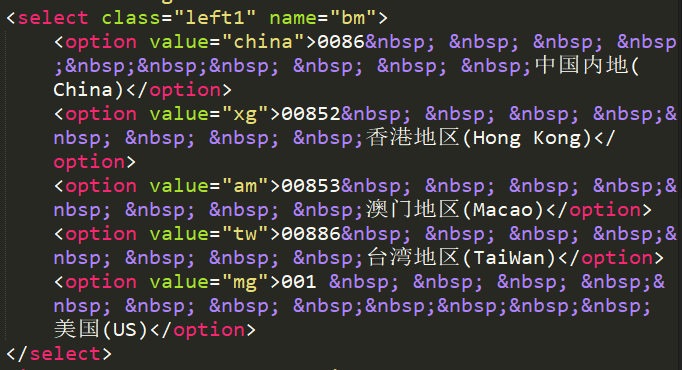 <select class="left1" name="bm">
<option value="china">0086&nbsp; &nbsp; &nbsp; &nbsp
;&nbsp;&nbsp;&nbsp; &nbsp; &nbsp; &nbsp;中国内地(
China)</option>
<option value="xg">00852&nbsp; &nbsp; &nbsp; &nbsp;&
nbsp; &nbsp; &nbsp; &nbsp;香港地区(Hong Kong)</
option>
<option value="am">00853&nbsp; &nbsp; &nbsp; &nbsp;&
nbsp; &nbsp; &nbsp; &nbsp;澳门地区(Macao)</option>
<option value="tw">00886&nbsp; &nbsp; &nbsp; &nbsp;&
nbsp; &nbsp; &nbsp; &nbsp;台湾地区(TaiWan)</option>
<option value="mg">001 &nbsp; &nbsp; &nbsp; &nbsp;&
nbsp; &nbsp; &nbsp; &nbsp;&nbsp;&nbsp;&nbsp;&nbsp;
美国(US)</option>
</select>